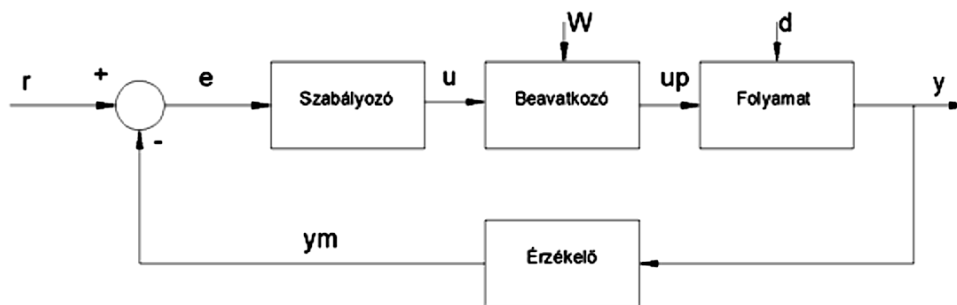 W
d
r
+
e
Szabályozó
u
Beavatkozó
up
Folyamat
y
-
ym
Érzékelő